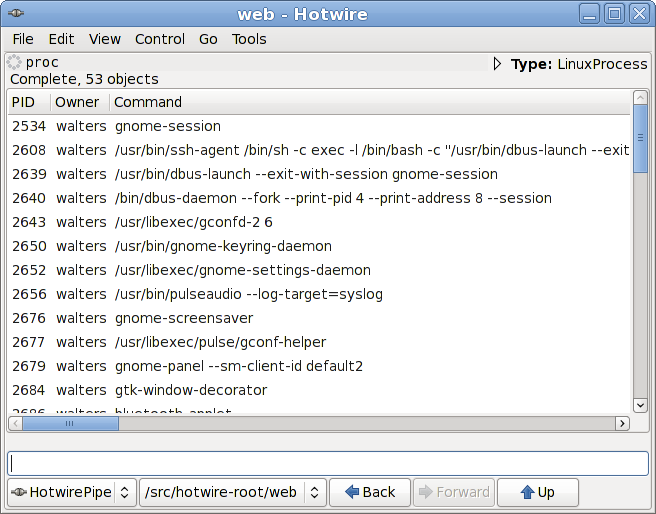 web - Hotwire
File Edit View Control Go Tools
proc Type: LinuxProcess
Complete, 53 objects
PID Owner Command
2534 walters gnome-session
2608 walters /usr/bin/ssh-agent /bin/sh -c exec -l /bin/bash -c "/usr/bin/dbus-launch --exit
2639 walters /usr/bin/dbus-launch --exit-with-session gnome-session
2640 walters /bin/dbus-daemon --fork --print-pid 4 --print-address 8 --session
2643 walters /usr/libexec/gconfd-2 6
2650 walters /usr/bin/gnome-keyring-daemon
2652 walters /usr/libexec/gnome-settings-daemon
2656 walters /usr/bin/pulseaudio --log-target=syslog
2676 walters gnome-screensaver
2677 walters /usr/libexec/pulse/gconf-helper
2679 walters gnome-panel --sm-client-id default2
2684 walters gtk-window-decorator
2686 walters bluetooth-applet
HotwirePipe /src/hotwire-root/web Back Forward Up